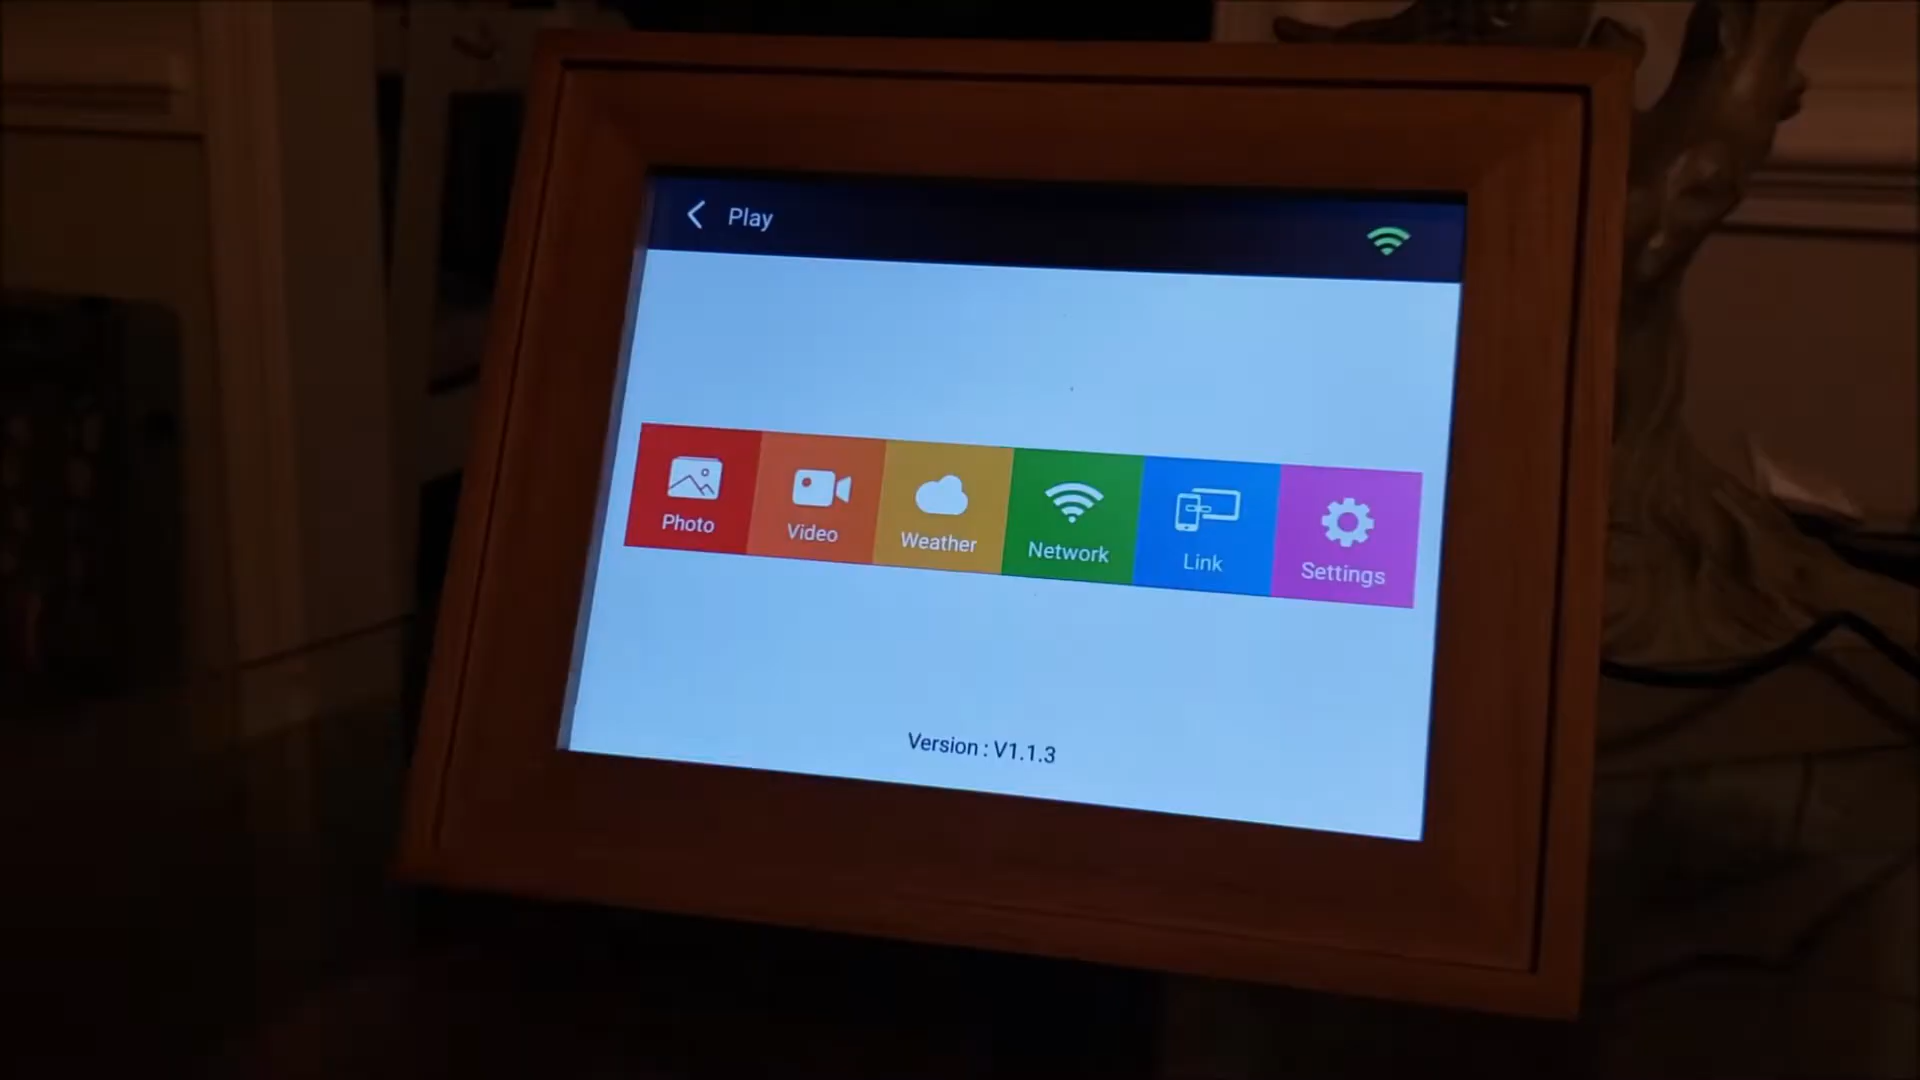 Play
Photo
Video
Weather
Network
Link
Settings
Version : V1.1.3